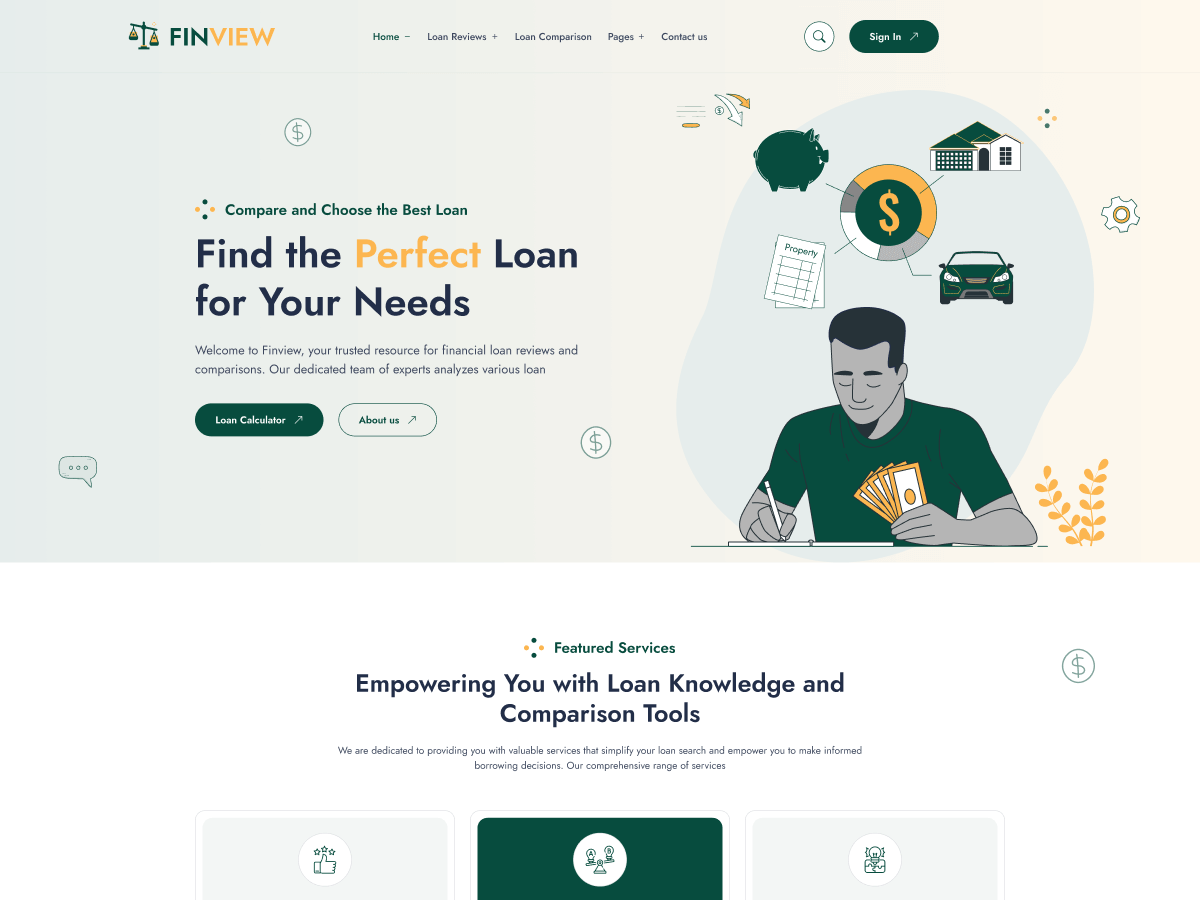 FINVIEW
Home − Loan Reviews + Loan Comparison Pages + Contact us
Sign In
Compare and Choose the Best Loan
Find the Perfect Loan
for Your Needs
Welcome to Finview, your trusted resource for financial loan reviews and
comparisons. Our dedicated team of experts analyzes various loan
Loan Calculator
About us
$
$
$
$
$
Property
Featured Services
Empowering You with Loan Knowledge and
Comparison Tools
We are dedicated to providing you with valuable services that simplify your loan search and empower you to make informed
borrowing decisions. Our comprehensive range of services
A
B